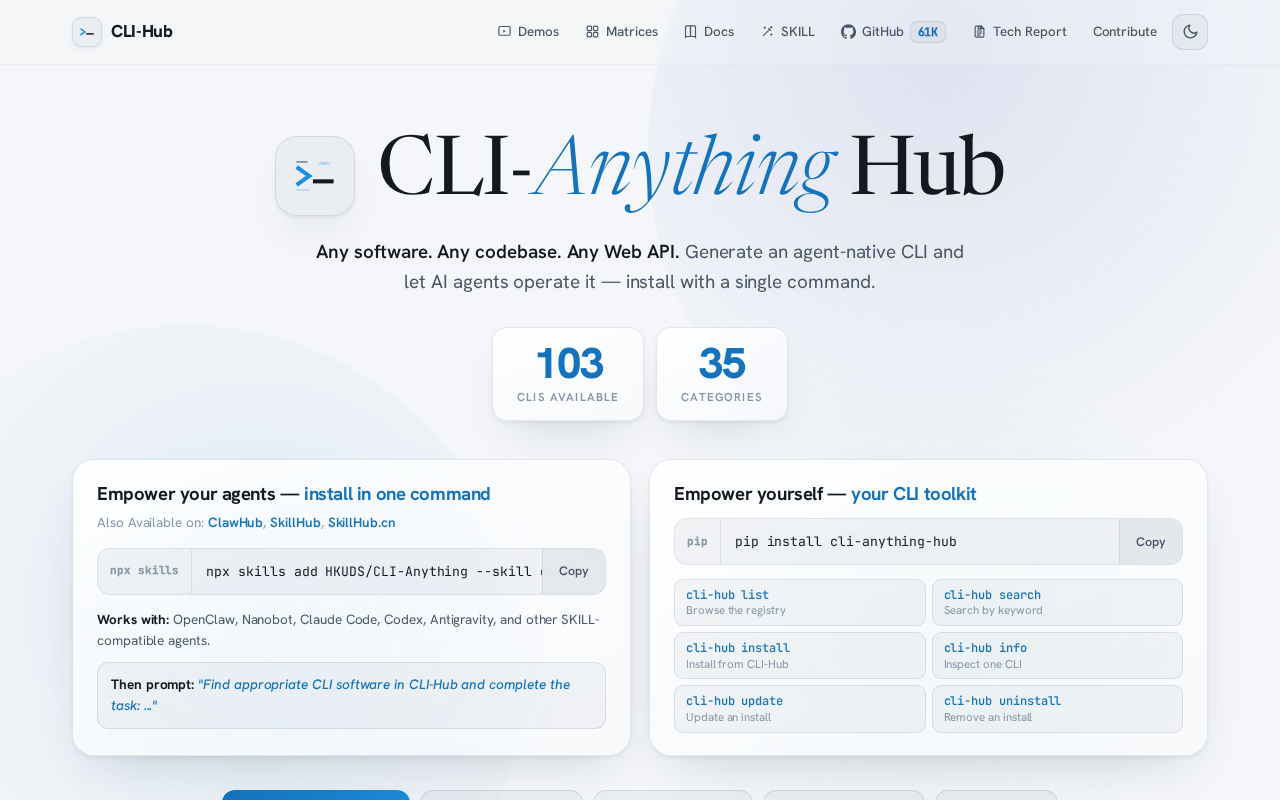 CLI-Hub
Demos
Matrices
Docs
SKILL
GitHub 61K
Tech Report
Contribute
CLI-Anything Hub
Any software. Any codebase. Any Web API. Generate an agent-native CLI and
let AI agents operate it — install with a single command.
103
CLIS AVAILABLE
35
CATEGORIES
Empower your agents — install in one command
Also Available on: ClawHub, SkillHub, SkillHub.cn
npx skills
npx skills add HKUDS/CLI-Anything --skill
Copy
Works with: OpenClaw, Nanobot, Claude Code, Codex, Antigravity, and other SKILL-
compatible agents.
Then prompt: "Find appropriate CLI software in CLI-Hub and complete the
task: ..."
Empower yourself — your CLI toolkit
pip
pip install cli-anything-hub
Copy
cli-hub list
Browse the registry
cli-hub search
Search by keyword
cli-hub install
Install from CLI-Hub
cli-hub info
Inspect one CLI
cli-hub update
Update an install
cli-hub uninstall
Remove an install